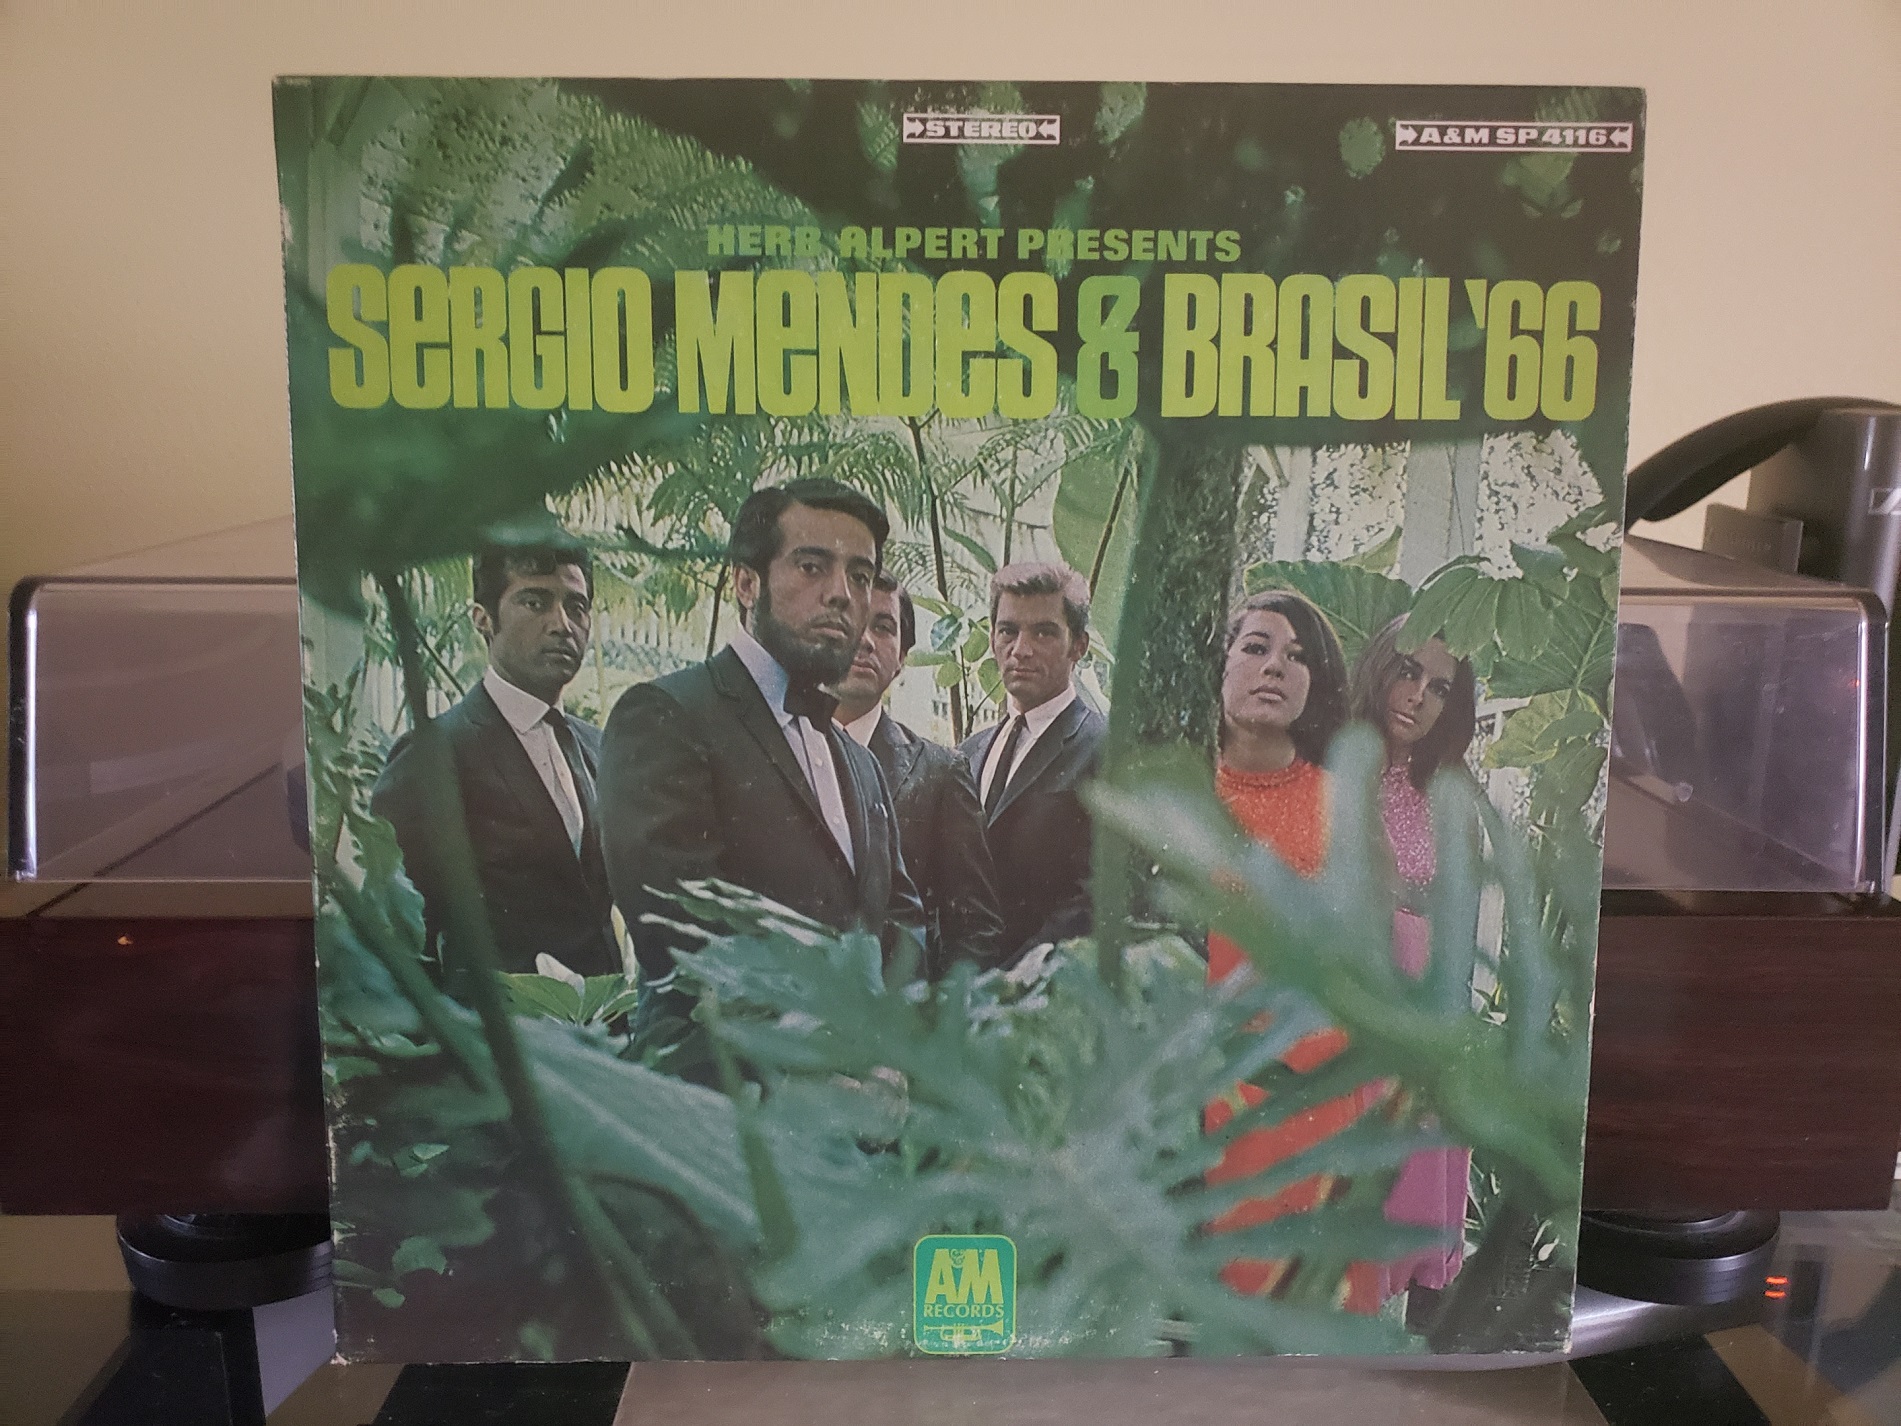 STEREO
A&M SP 4116
HERB ALPERT PRESENTS
SERGIO MENDES & BRASIL '66
A&M
RECORDS